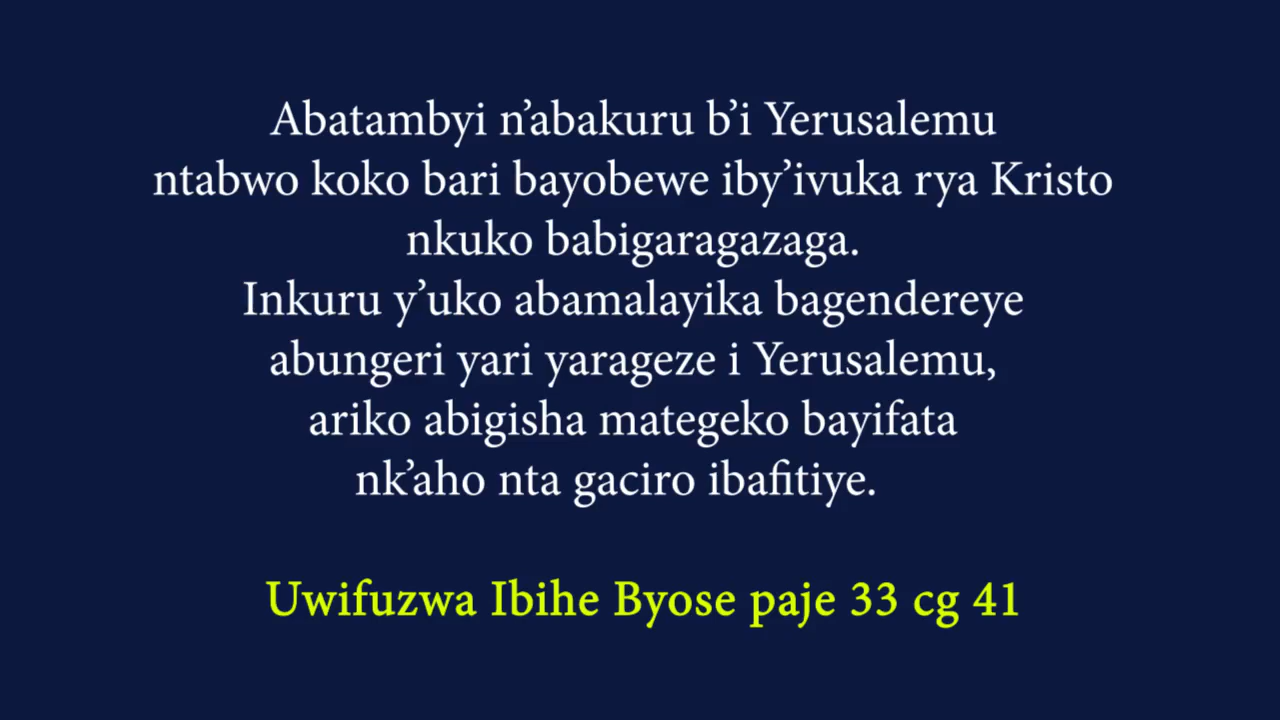 Abatambyi n’abakuru b’i Yerusalemu
ntabwo koko bari bayobewe iby’ivuka rya Kristo
nkuko babigaragazaga.
Inkuru y’uko abamalayika bagendereye
abungeri yari yarageze i Yerusalemu,
ariko abigisha mategeko bayifata
nk’aho nta gaciro ibafitiye.
Uwifuzwa Ibihe Byose paje 33 cg 41